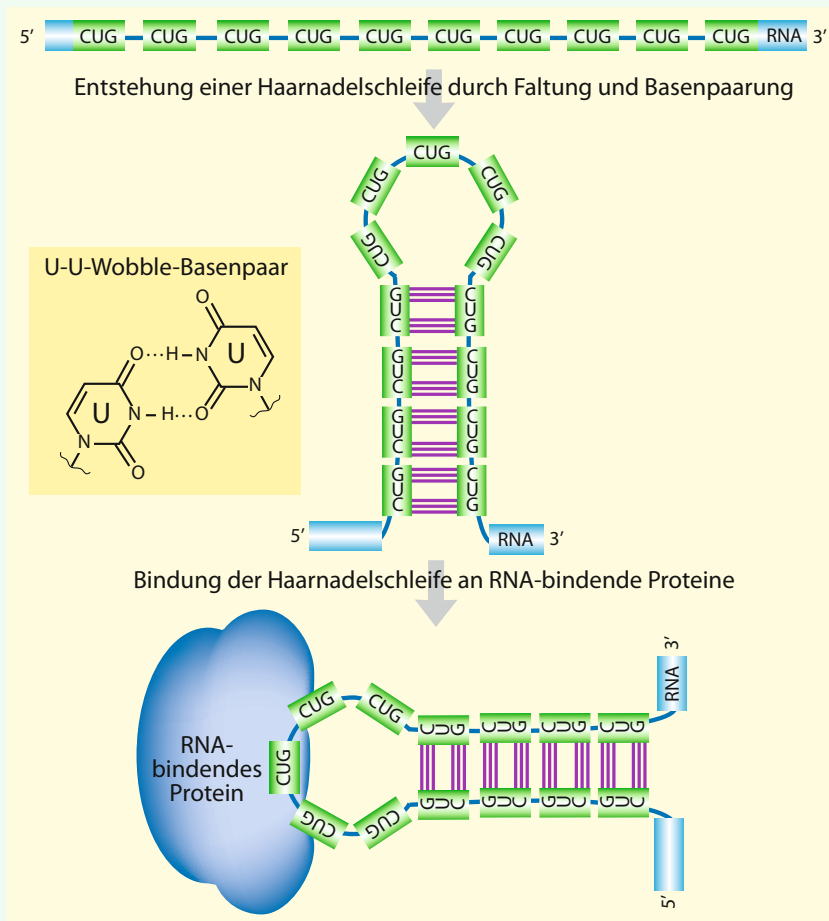 5’ CUG CUG CUG CUG CUG CUG CUG CUG CUG CUG RNA 3’
Entstehung einer Haarnadelschleife durch Faltung und Basenpaarung
CUG
CUG
CUG
CUG
CUG
U-U-Wobble-Basenpaar
O
O H N U
U N H O N
N O
GUC CUG
GUC CUG
GUC CUG
GUC CUG
5’ RNA 3’
Bindung der Haarnadelschleife an RNA-bindende Proteine
3’
RNA
CUG CUG CUG CUG CUG CUG
RNA-
bindendes
Protein
CUG
CUG CUG GUC GUC GUC GUC
5’